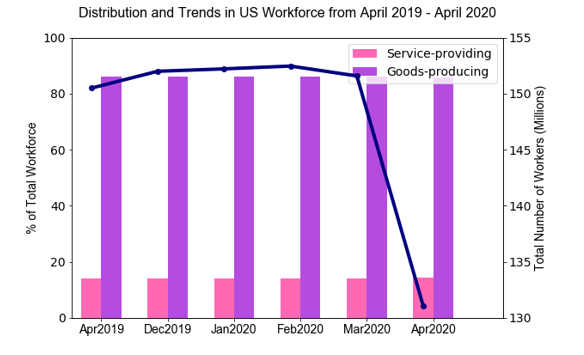 Distribution and Trends in US Workforce from April 2019 - April 2020
Service-providing
Goods-producing
% of Total Workforce
100
80
60
40
20
0
Total Number of Workers (Millions)
155
150
145
140
135
130
Apr2019 Dec2019 Jan2020 Feb2020 Mar2020 Apr2020